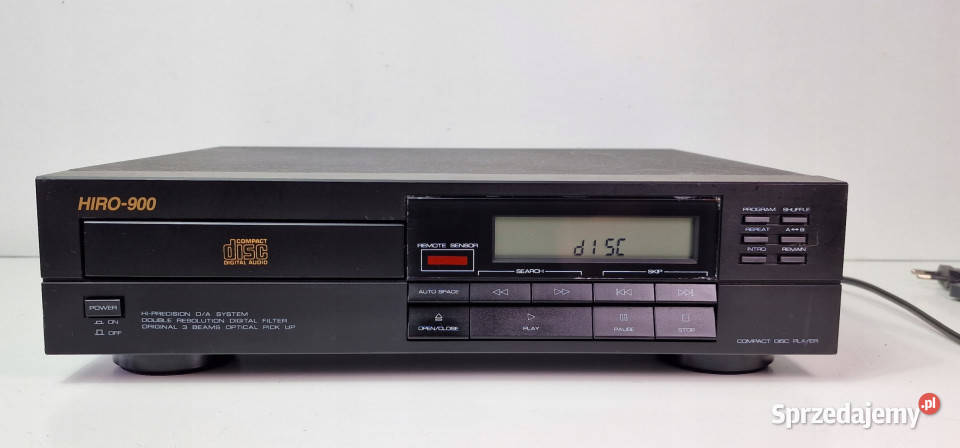 HIRO-900
COMPACT
disc
DIGITAL AUDIO
POWER
ON
OFF
HI-PRECISION D/A SYSTEM
DOUBLE RESOLUTION DIGITAL FILTER
ORIGINAL 3 BEAMS OPTICAL PICK UP
REMOTE SENSOR
dISC
SEARCH
SKIP
AUTO SPACE
OPEN/CLOSE
PLAY
PAUSE
STOP
PROGRAM SHUFFLE
REPEAT A↔B
INTRO REMAIN
COMPACT DISC PLAYER
Sprzedajemy.pl